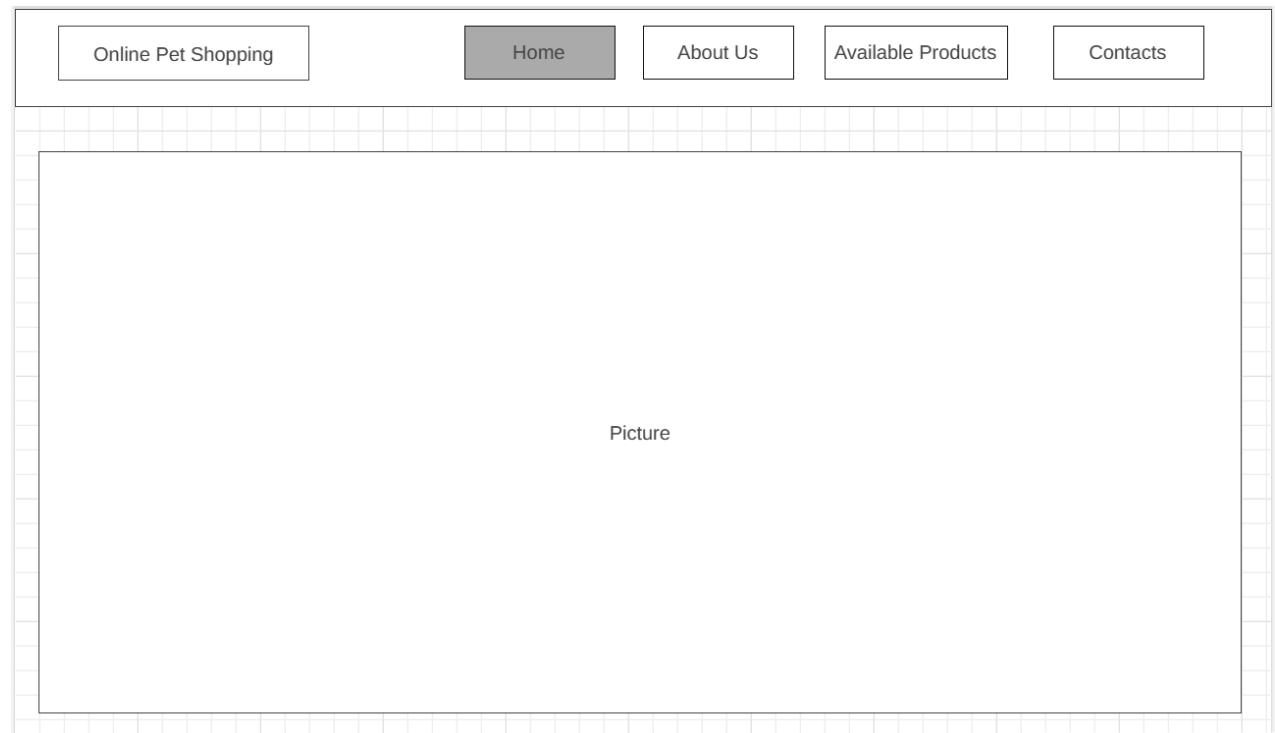 Online Pet Shopping
Home
About Us
Available Products
Contacts
Picture